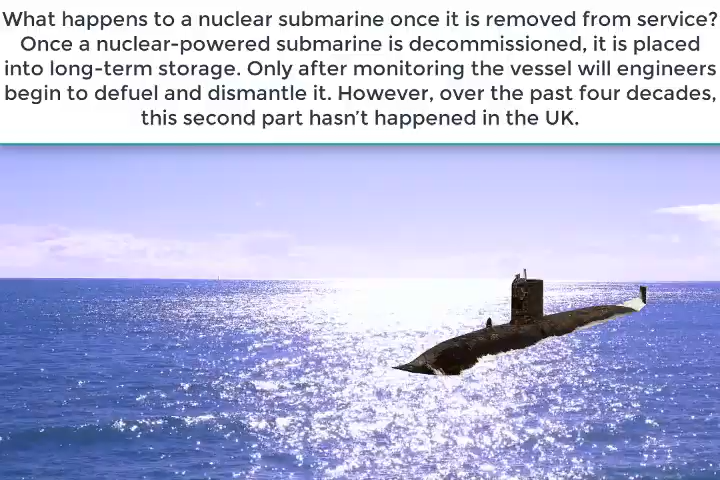 What happens to a nuclear submarine once it is removed from service?
Once a nuclear-powered submarine is decommissioned, it is placed
into long-term storage. Only after monitoring the vessel will engineers
begin to defuel and dismantle it. However, over the past four decades,
this second part hasn’t happened in the UK.